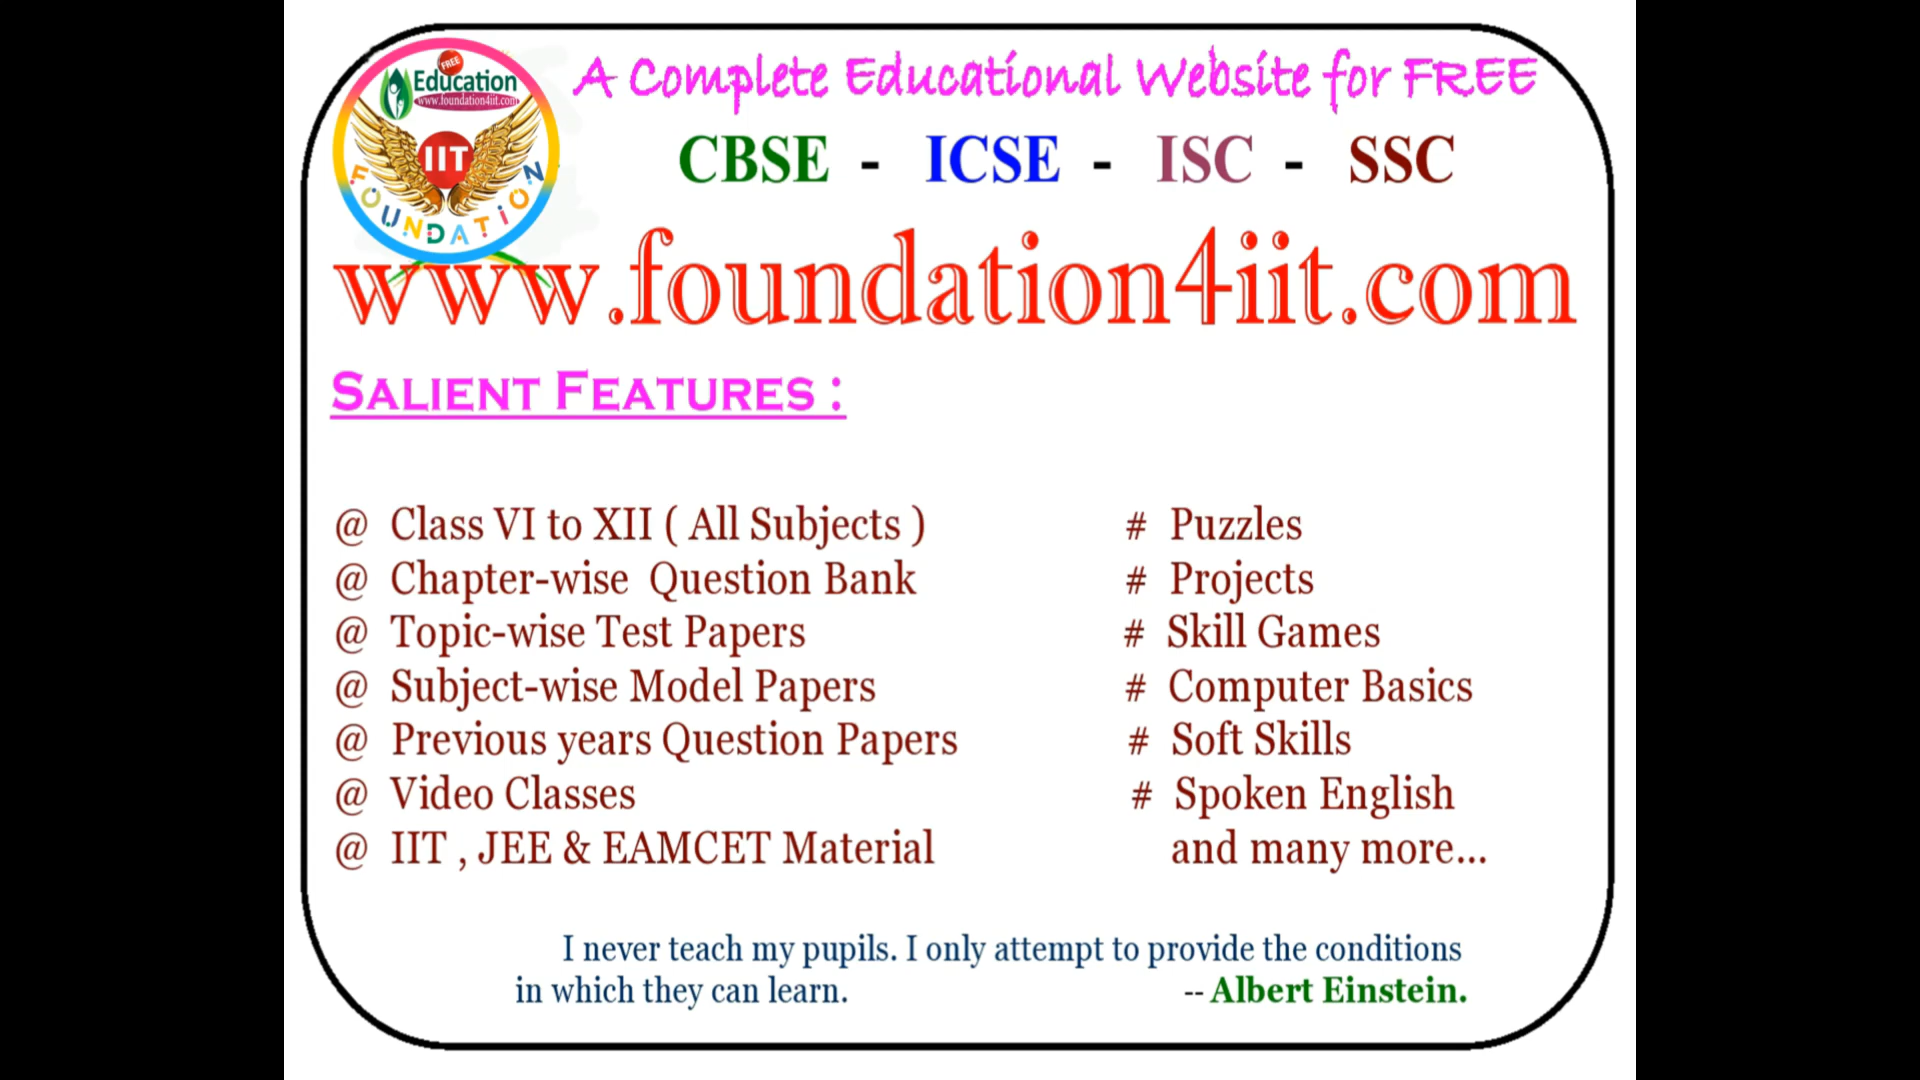 FREE
Education
www.foundation4iit.com
IIT
FOUNDATION
A Complete Educational Website for FREE
CBSE - ICSE - ISC - SSC
www.foundation4iit.com
SALIENT FEATURES :
@ Class VI to XII ( All Subjects )
@ Chapter-wise Question Bank
@ Topic-wise Test Papers
@ Subject-wise Model Papers
@ Previous years Question Papers
@ Video Classes
@ IIT , JEE & EAMCET Material
# Puzzles
# Projects
# Skill Games
# Computer Basics
# Soft Skills
# Spoken English
and many more...
I never teach my pupils. I only attempt to provide the conditions
in which they can learn. -- Albert Einstein.